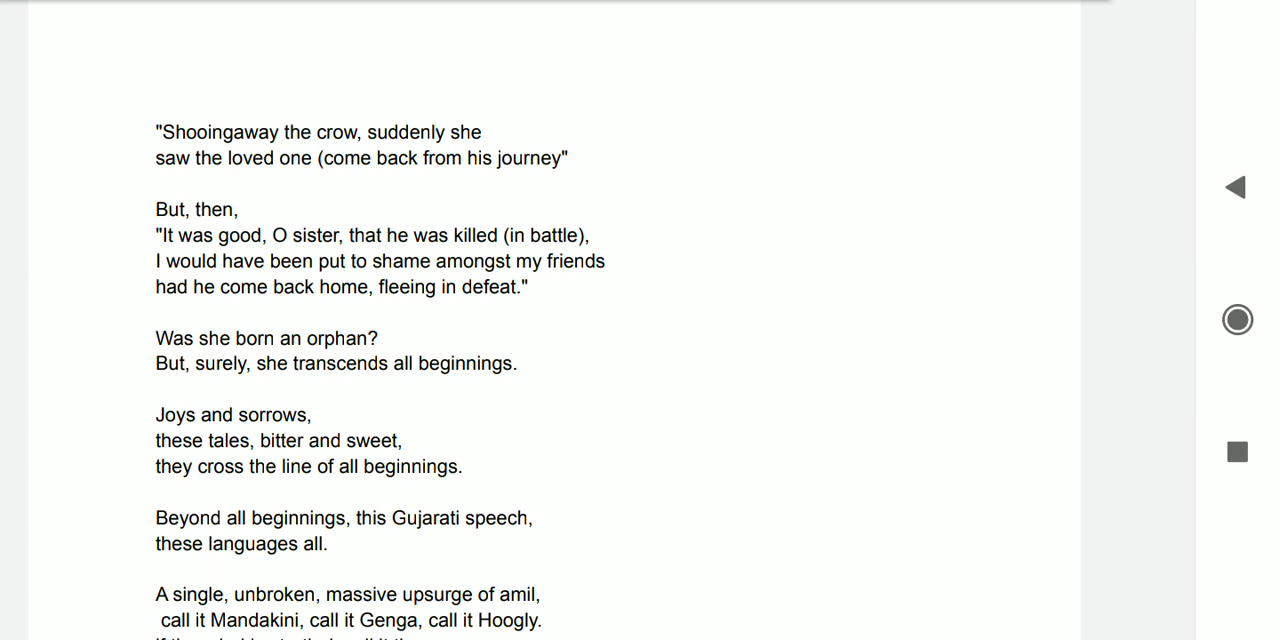 "Shooingaway the crow, suddenly she
saw the loved one (come back from his journey"
But, then,
"It was good, O sister, that he was killed (in battle),
I would have been put to shame amongst my friends
had he come back home, fleeing in defeat."
Was she born an orphan?
But, surely, she transcends all beginnings.
Joys and sorrows,
these tales, bitter and sweet,
they cross the line of all beginnings.
Beyond all beginnings, this Gujarati speech,
these languages all.
A single, unbroken, massive upsurge of amil,
call it Mandakini, call it Genga, call it Hoogly.